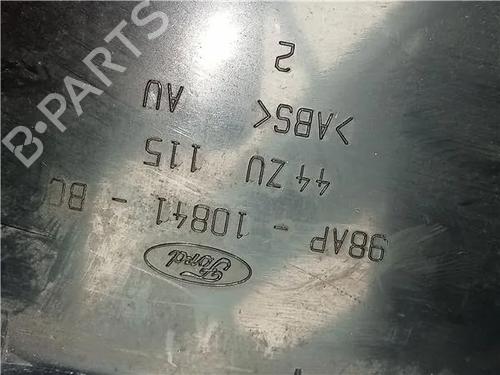 Ford
98AP - 10841 - BC
44ZU 115
>ABS< AU
2
B-PARTS